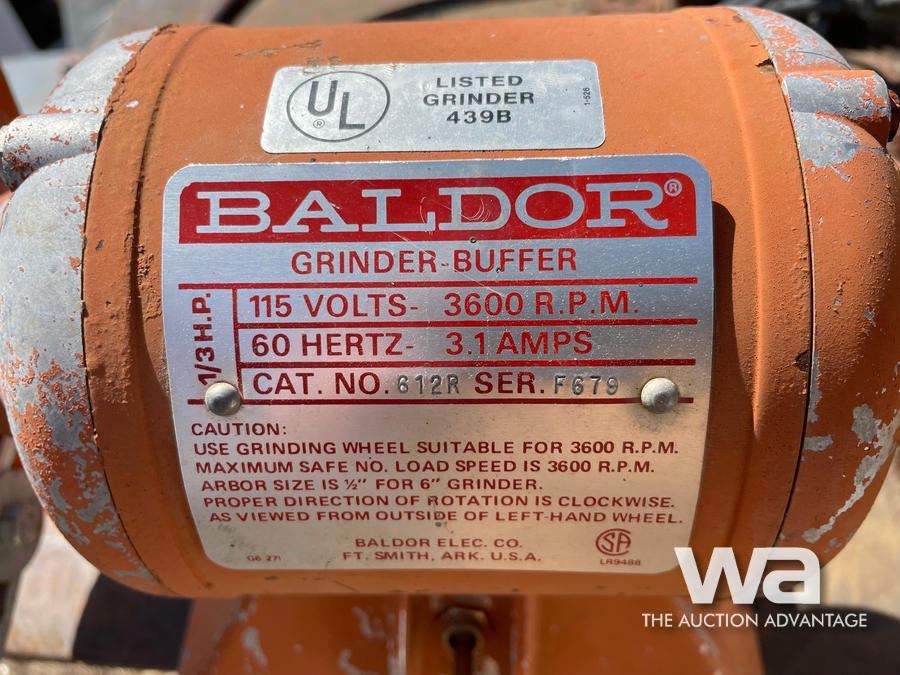 UL
®
LISTED
GRINDER
439B
1-526
BALDOR®
GRINDER-BUFFER
1/3 H.P.
115 VOLTS- 3600 R.P.M.
60 HERTZ- 3.1 AMPS
CAT. NO. 612R SER. F679
CAUTION:
USE GRINDING WHEEL SUITABLE FOR 3600 R.P.M.
MAXIMUM SAFE NO. LOAD SPEED IS 3600 R.P.M.
ARBOR SIZE IS ½" FOR 6" GRINDER.
PROPER DIRECTION OF ROTATION IS CLOCKWISE.
AS VIEWED FROM OUTSIDE OF LEFT-HAND WHEEL.
BALDOR ELEC. CO.
FT. SMITH, ARK. U.S.A.
SA
LR9488
wa
THE AUCTION ADVANTAGE